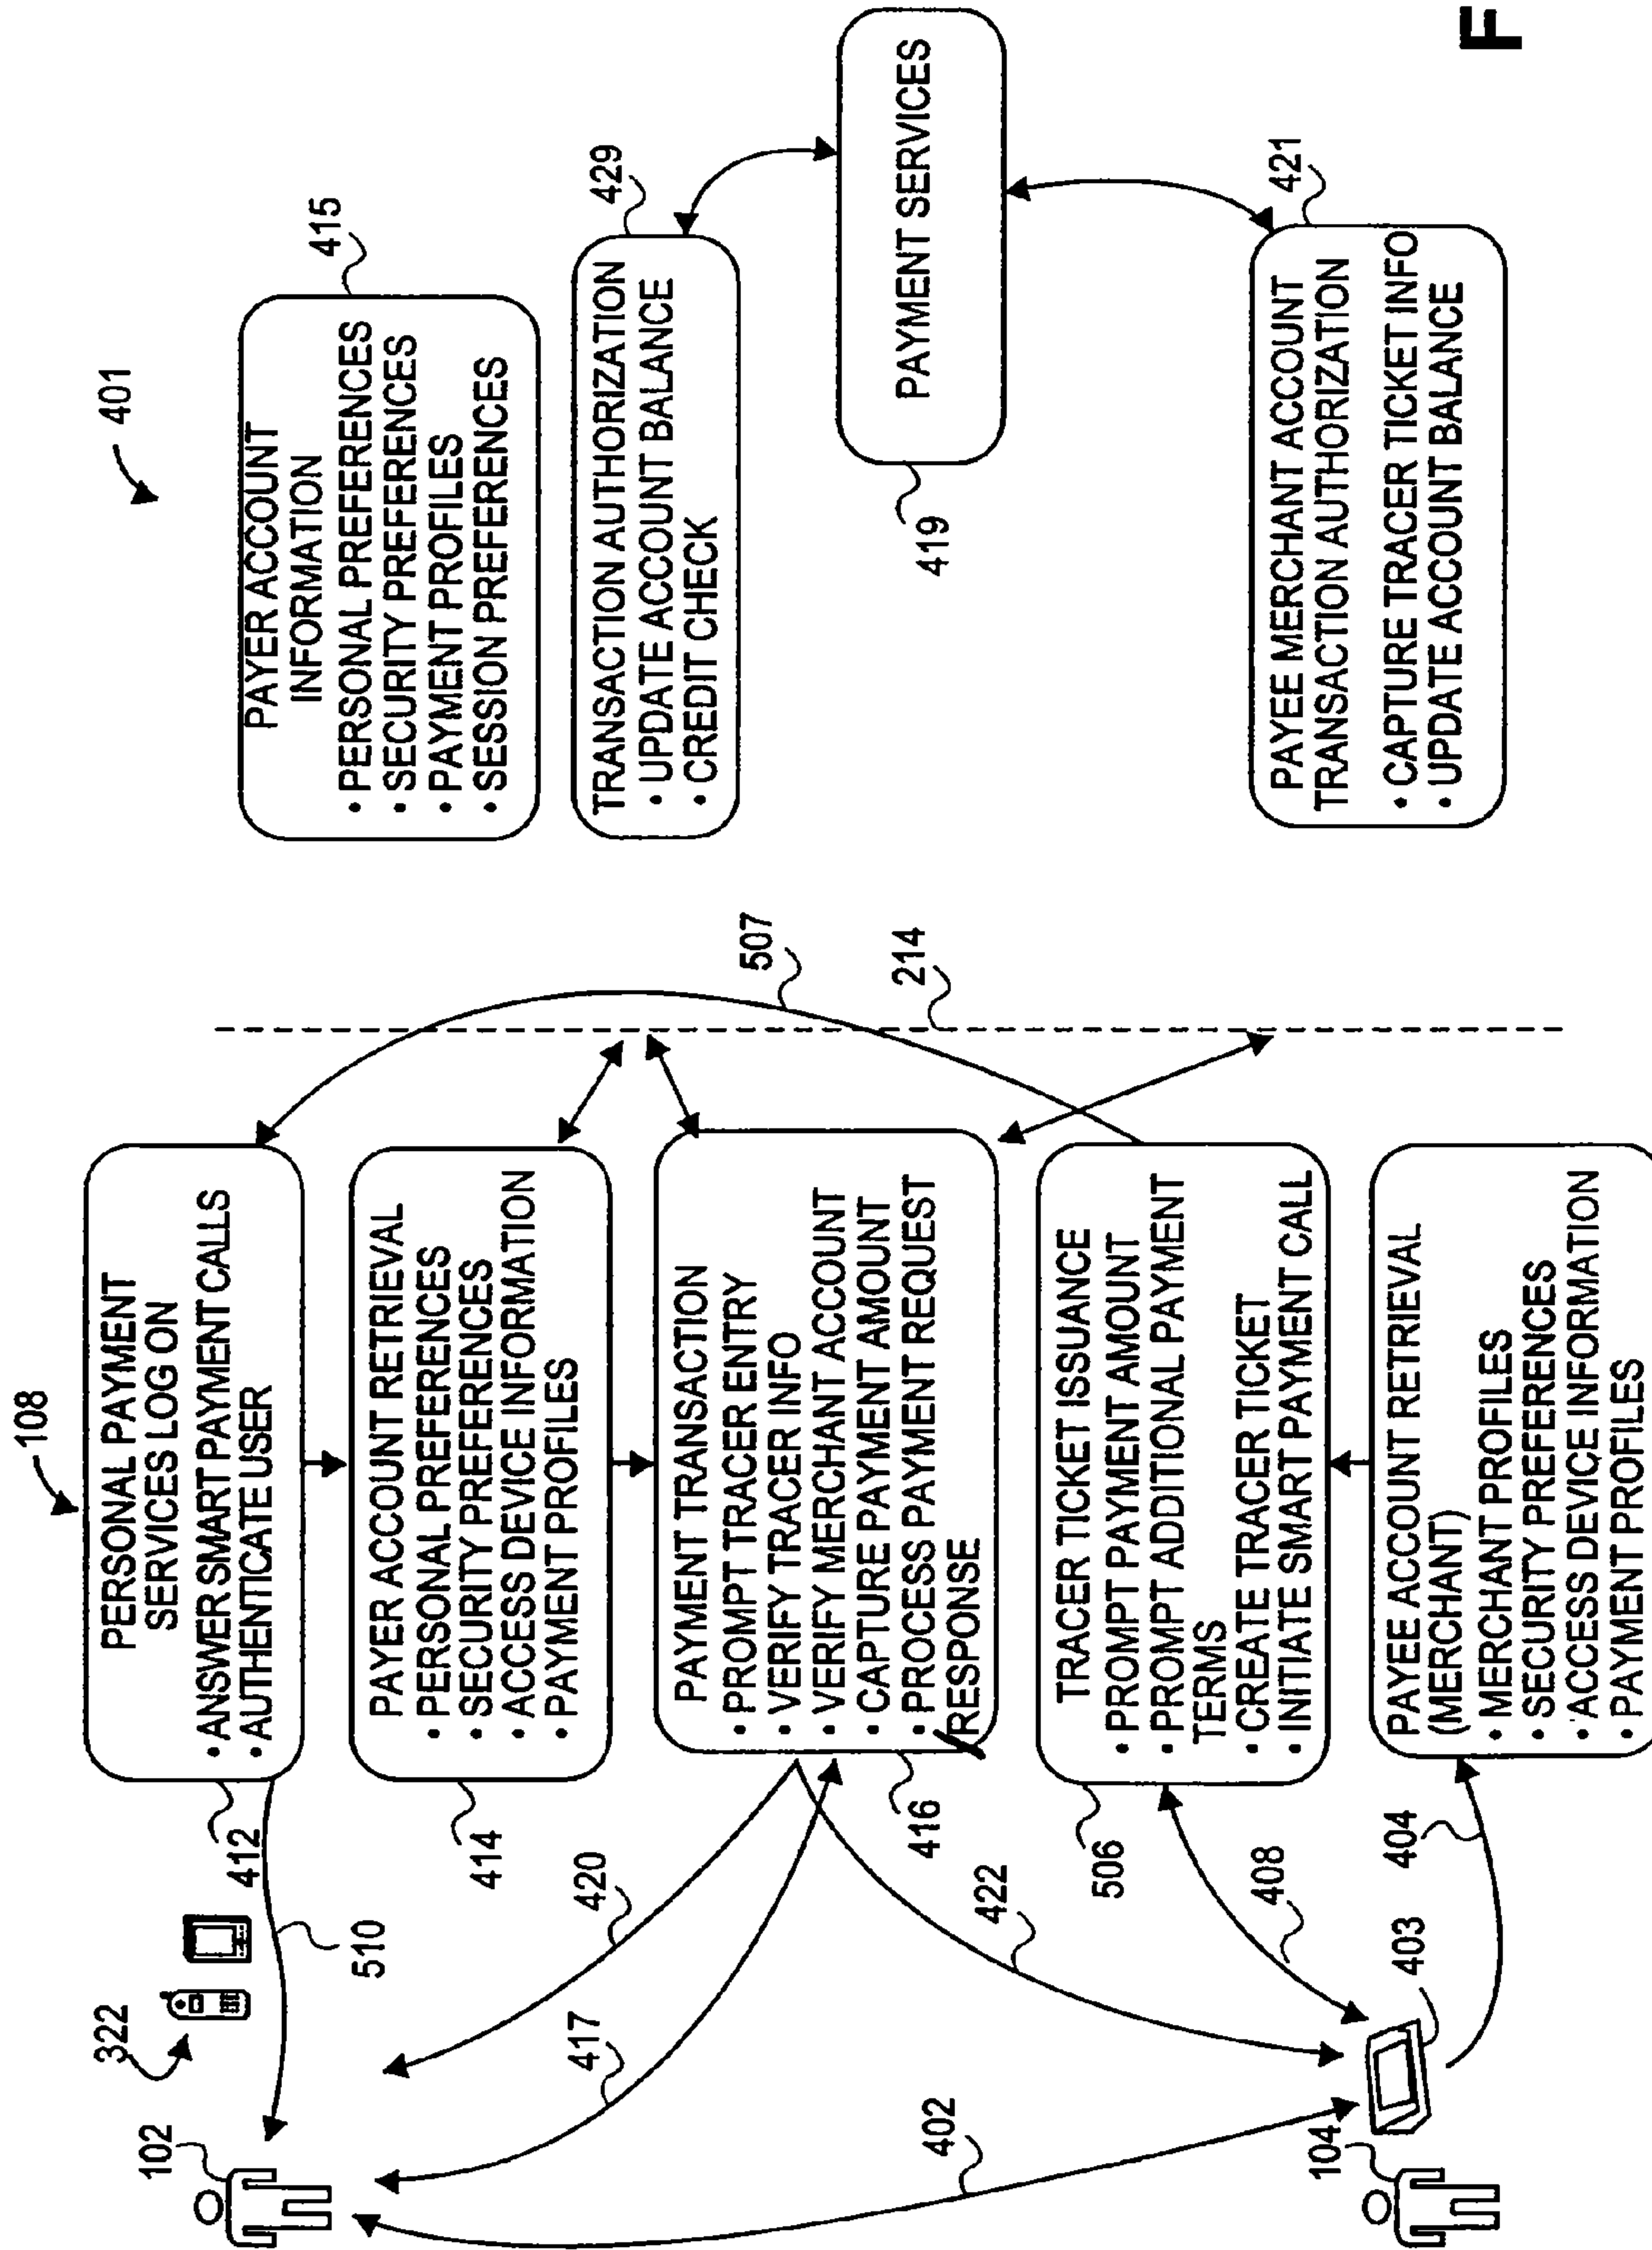 108
PERSONAL PAYMENT
SERVICES LOG ON
• ANSWER SMART PAYMENT CALLS
• AUTHENTICATE USER
412
PAYER ACCOUNT RETRIEVAL
• PERSONAL PREFERENCES
• SECURITY PREFERENCES
• ACCESS DEVICE INFORMATION
• PAYMENT PROFILES
414
PAYMENT TRANSACTION
• PROMPT TRACER ENTRY
• VERIFY TRACER INFO
• VERIFY MERCHANT ACCOUNT
• CAPTURE PAYMENT AMOUNT
• PROCESS PAYMENT REQUEST
RESPONSE
416
TRACER TICKET ISSUANCE
• PROMPT PAYMENT AMOUNT
• PROMPT ADDITIONAL PAYMENT
TERMS
• CREATE TRACER TICKET
• INITIATE SMART PAYMENT CALL
506
PAYEE ACCOUNT RETRIEVAL
(MERCHANT)
• MERCHANT PROFILES
• SECURITY PREFERENCES
• ACCESS DEVICE INFORMATION
• PAYMENT PROFILES
102
322
510
420
417
422
402
408
404
403
104
507
214
401
PAYER ACCOUNT
INFORMATION
• PERSONAL PREFERENCES
• SECURITY PREFERENCES
• PAYMENT PROFILES
• SESSION PREFERENCES
415
TRANSACTION AUTHORIZATION
• UPDATE ACCOUNT BALANCE
• CREDIT CHECK
429
PAYMENT SERVICES
419
PAYEE MERCHANT ACCOUNT
TRANSACTION AUTHORIZATION
• CAPTURE TRACER TICKET INFO
• UPDATE ACCOUNT BALANCE
421
F